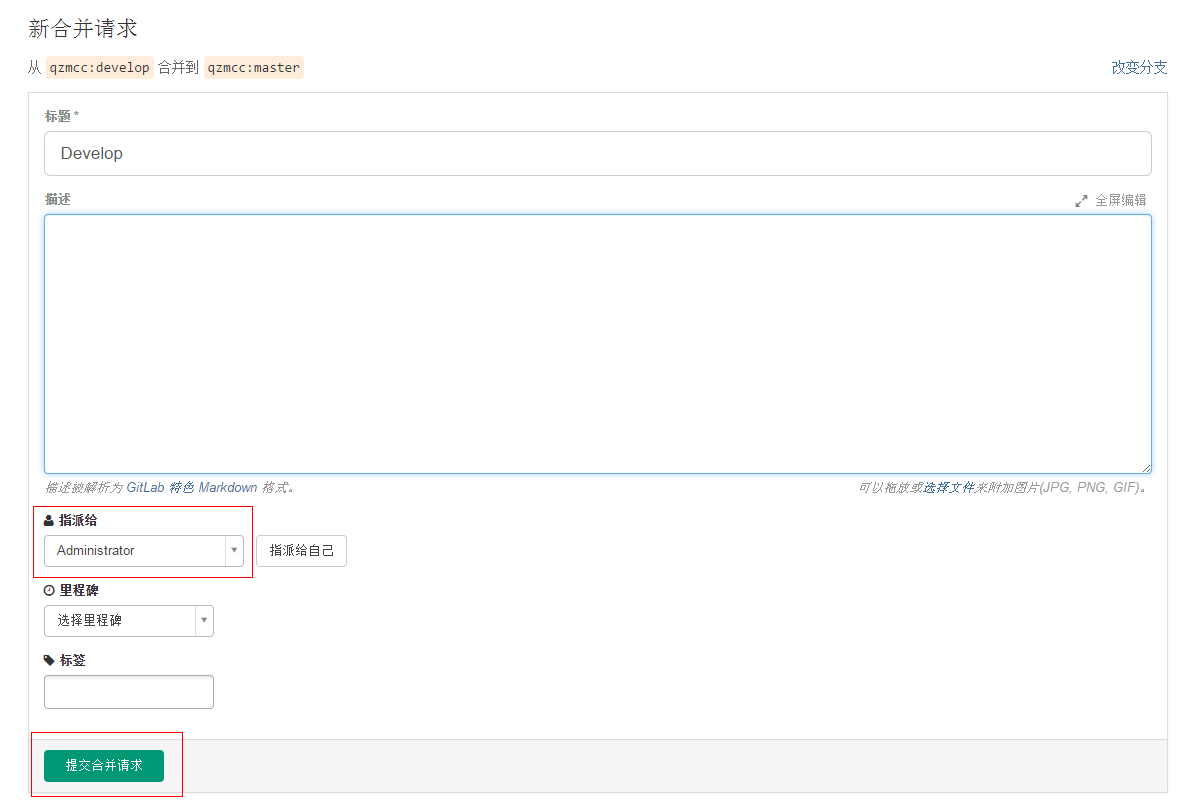 新合并请求
从 qzmcc:develop 合并到 qzmcc:master 改变分支
标题 *
Develop
描述 全屏编辑
描述被解析为 GitLab 特色 Markdown 格式。 可以拖放或选择文件来附加图片(JPG, PNG, GIF)。
指派给
Administrator 指派给自己
里程碑
选择里程碑
标签
提交合并请求